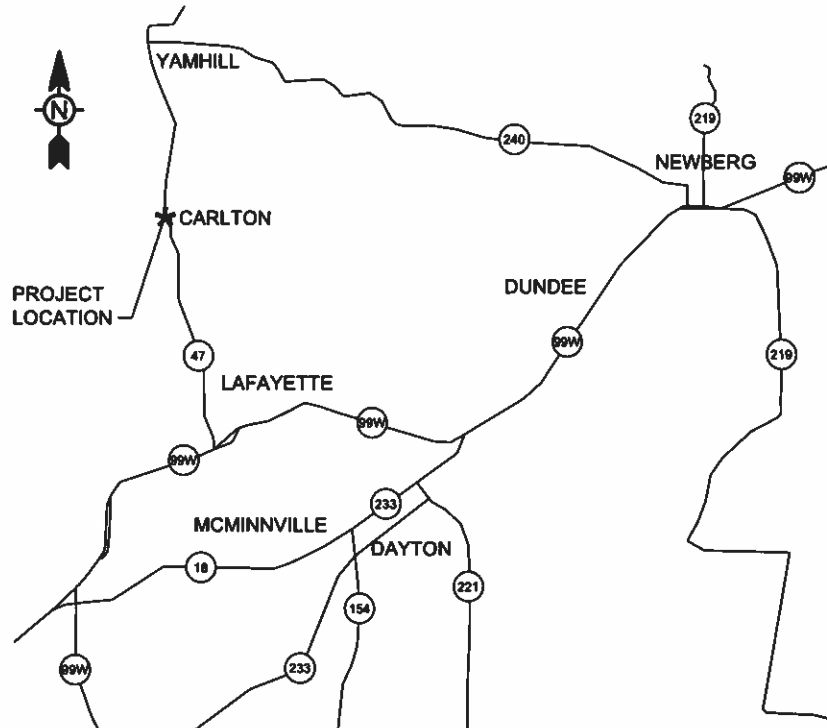 YAMHILL
N
219
240
NEWBERG
99W
CARLTON
DUNDEE
PROJECT
LOCATION
99W
47
219
LAFAYETTE
99W
99W
233
MCMINNVILLE
DAYTON
18
221
154
233
99W